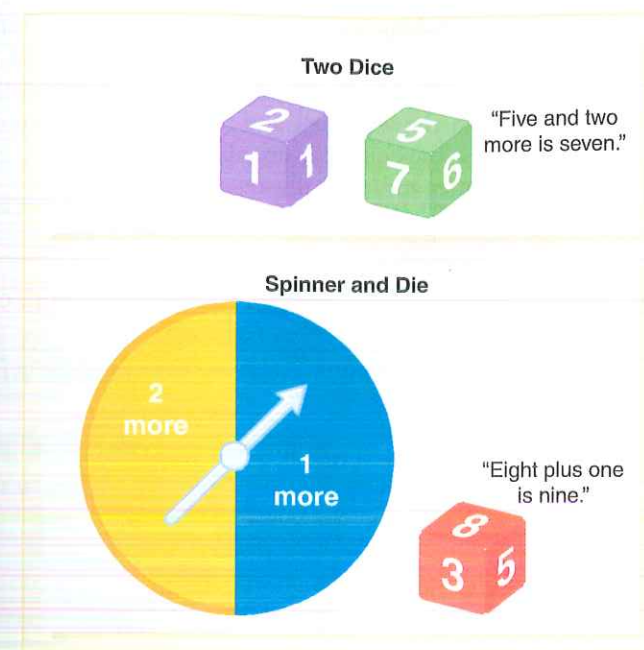 Two Dice
2
1 1
5
7 6
"Five and two
more is seven."
Spinner and Die
2
more
1
more
"Eight plus one
is nine."
8
3 5